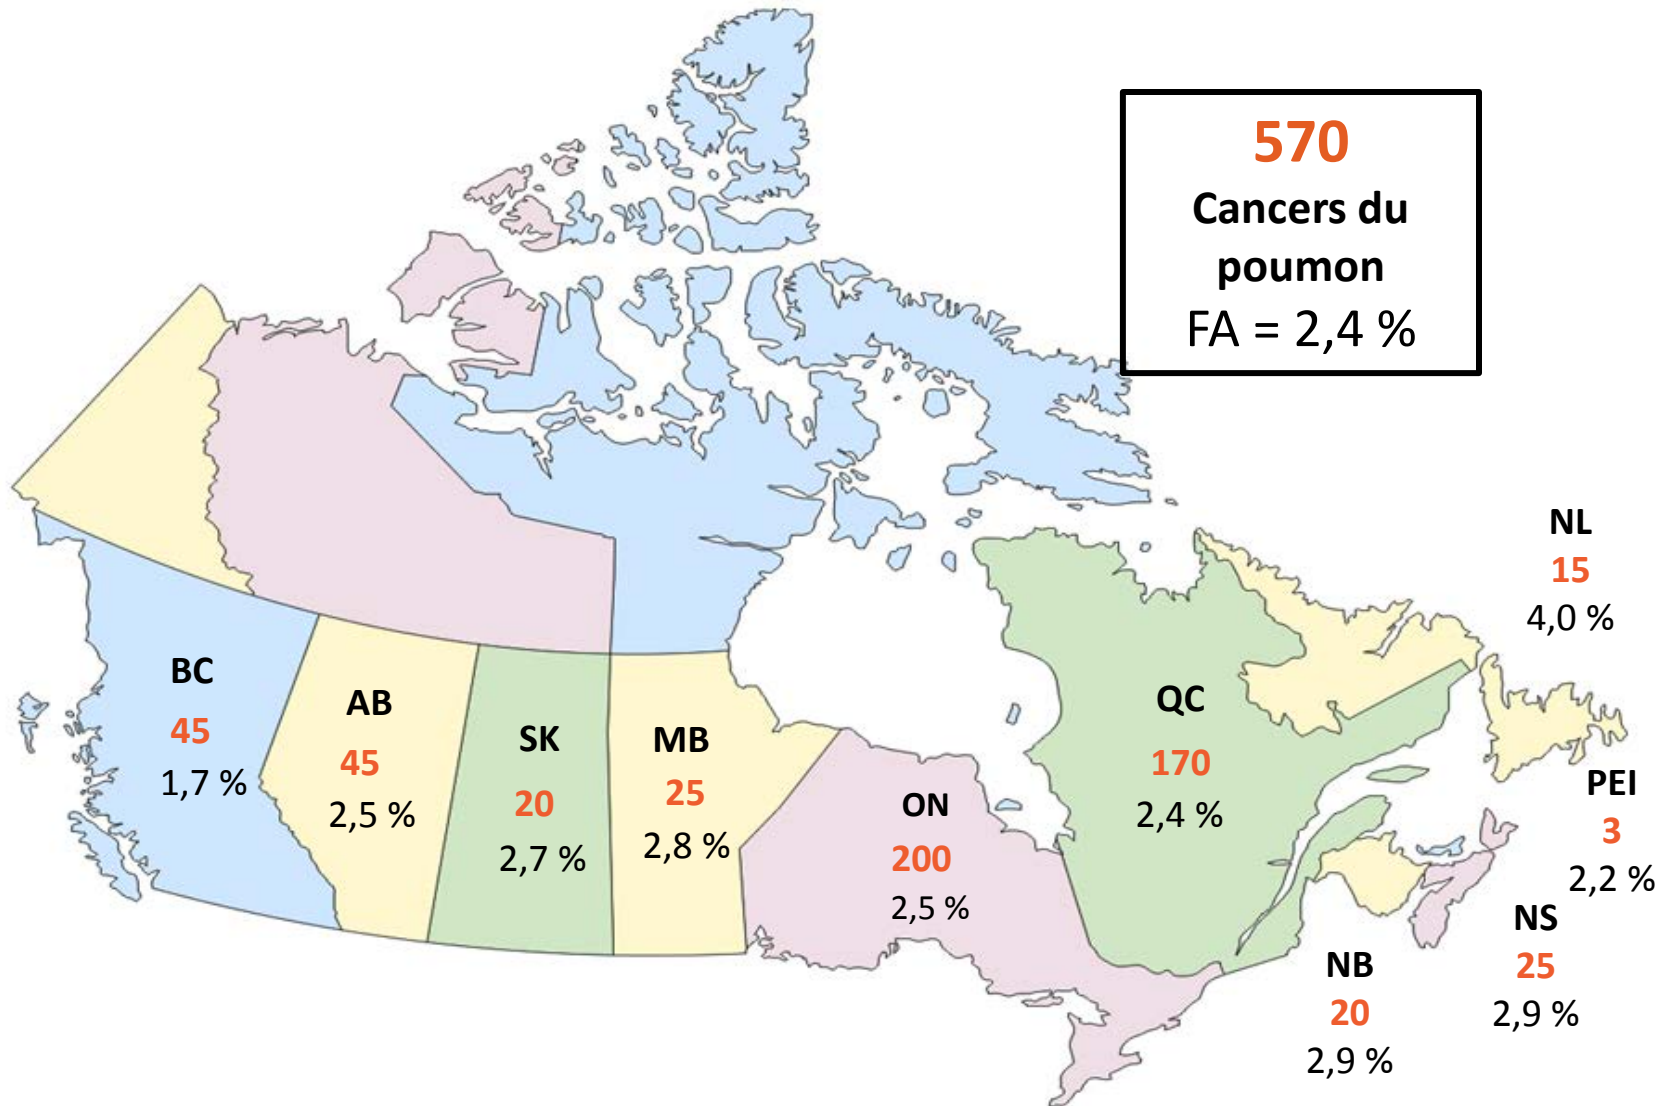 570
Cancers du
poumon
FA = 2,4 %
BC
45
1,7 %
AB
45
2,5 %
SK
20
2,7 %
MB
25
2,8 %
ON
200
2,5 %
QC
170
2,4 %
NL
15
4,0 %
PEI
3
2,2 %
NS
25
2,9 %
NB
20
2,9 %